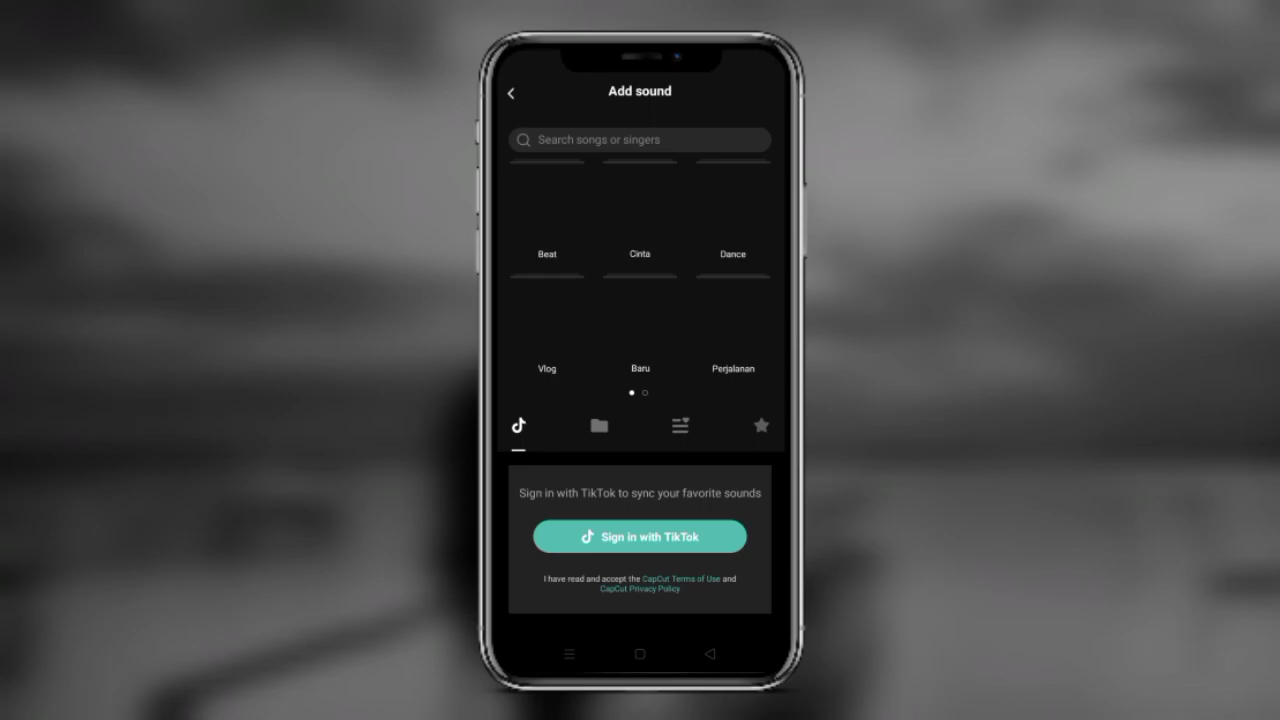 Add sound
Search songs or singers
Beat Cinta Dance
Vlog Baru Perjalanan
Sign in with TikTok to sync your favorite sounds
Sign in with TikTok
I have read and accept the CapCut Terms of Use and
CapCut Privacy Policy